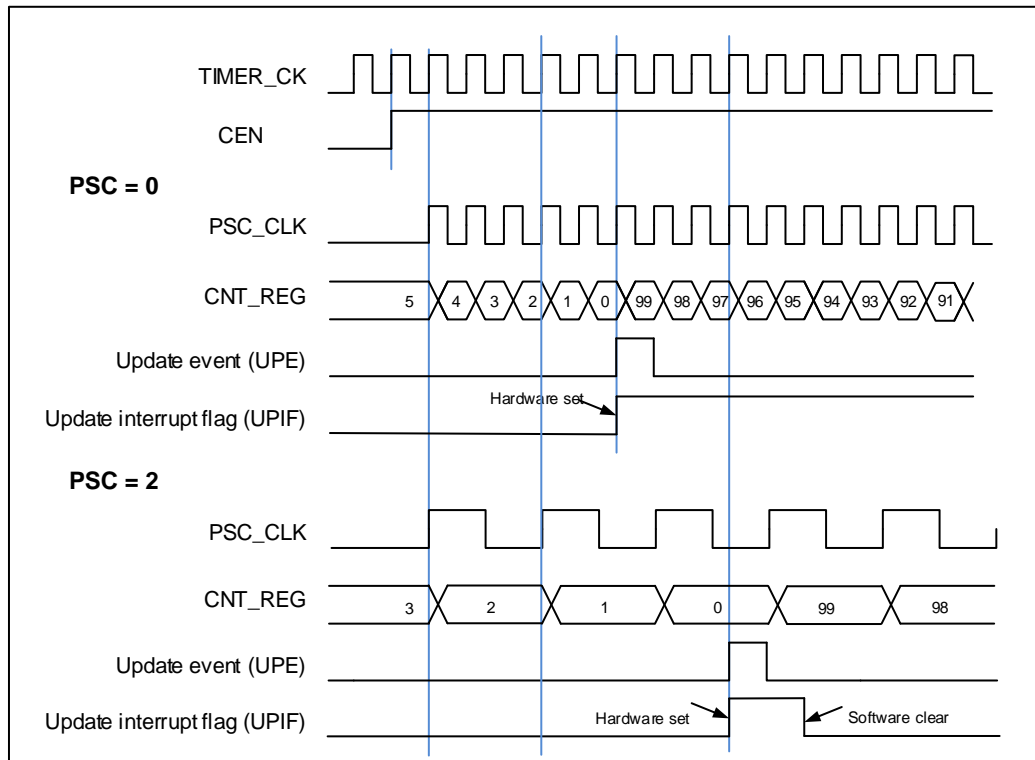 TIMER_CK
CEN
PSC = 0
PSC_CLK
CNT_REG 5 4 3 2 1 0 99 98 97 96 95 94 93 92 91
Update event (UPE)
Hardware set
Update interrupt flag (UPIF)
PSC = 2
PSC_CLK
CNT_REG 3 2 1 0 99 98
Update event (UPE)
Update interrupt flag (UPIF) Hardware set Software clear